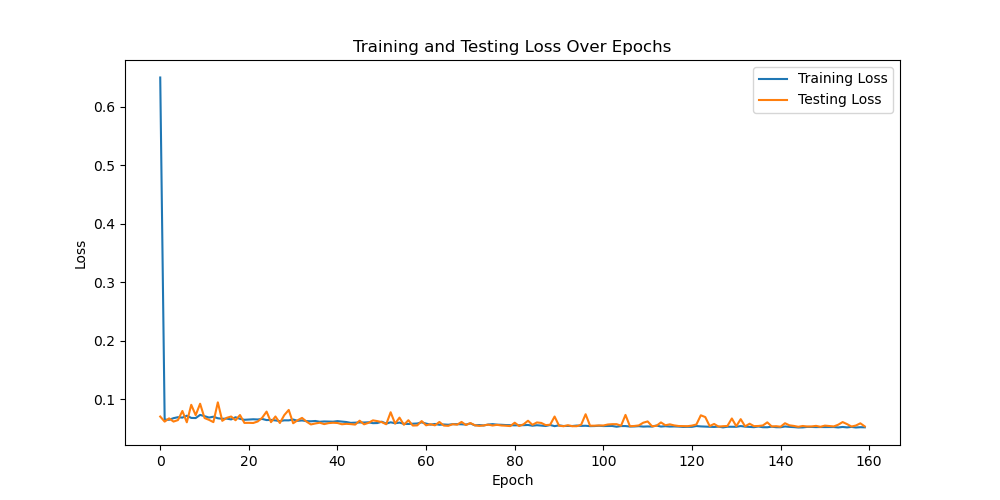 Training and Testing Loss Over Epochs
Training Loss
Testing Loss
0.6
0.5
0.4
0.3
0.2
0.1
Loss
0 20 40 60 80 100 120 140 160
Epoch